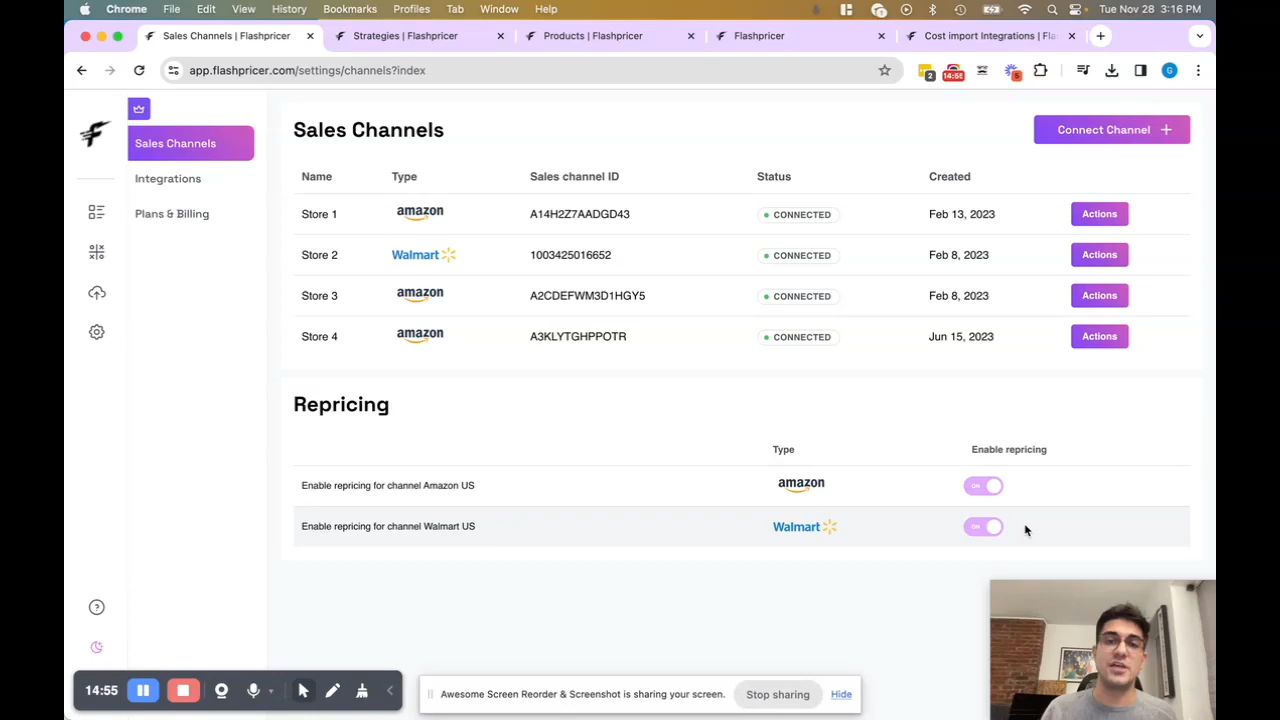 Chrome File Edit View History Bookmarks Profiles Tab Window Help Tue Nov 28 3:16 PM
Sales Channels | Flashpricer Strategies | Flashpricer Products | Flashpricer Flashpricer Cost import Integrations | Fla
app.flashpricer.com/settings/channels?index 2 14:55 5 G
Sales Channels
Integrations
Plans & Billing
Sales Channels Connect Channel +
Name Type Sales channel ID Status Created
Store 1 amazon A14H2Z7AADGD43 CONNECTED Feb 13, 2023 Actions
Store 2 Walmart 1003425016652 CONNECTED Feb 8, 2023 Actions
Store 3 amazon A2CDEFWM3D1HGY5 CONNECTED Feb 8, 2023 Actions
Store 4 amazon A3KLYTGHPPOTR CONNECTED Jun 15, 2023 Actions
Repricing
Type Enable repricing
Enable repricing for channel Amazon US amazon ON
Enable repricing for channel Walmart US Walmart ON
14:55
Awesome Screen Reorder & Screenshot is sharing your screen. Stop sharing Hide